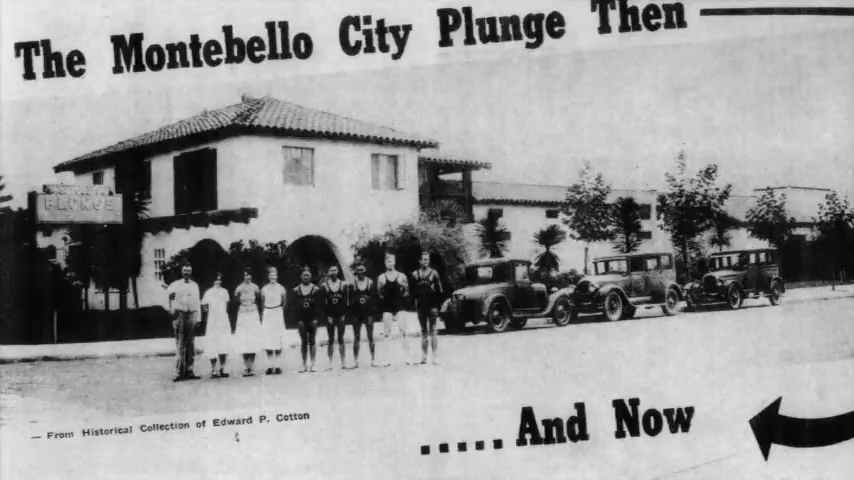 The Montebello City Plunge Then
PLUNGE
— From Historical Collection of Edward P. Cotton
.....And Now